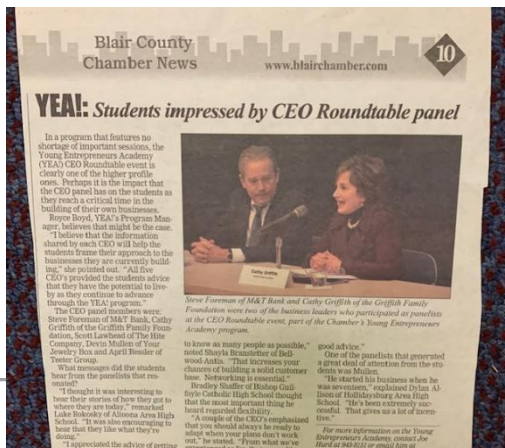 Blair County
Chamber News
www.blairchamber.com
10
YEA!: Students impressed by CEO Roundtable panel
In a program that features no
shortage of important sessions, the
Young Entrepreneurs Academy
(YEA!) CEO Roundtable event is
clearly one of the higher profile
ones. Perhaps it is the impact that
the CEO panel has on the students as
they reach a critical time in the
building of their own businesses.
Royce Boyd, YEA!'s Program Man-
ager, believes that might be the case.
"I believe that the information
shared by each CEO will help the
students frame their approach to the
businesses they are currently build-
ing," she pointed out. "All five
CEO's provided the students advice
that they have the potential to live-
by as they continue to advance
through the YEA! program."
The CEO panel members were:
Steve Foreman of M&T Bank, Cathy
Griffith of the Griffith Family Foun-
dation, Scott Lawhead of The Hite
Company, Devin Mullen of Your
Jewelry Box and April Ressler of
Teeter Group.
What messages did the students
hear from the panelists that res-
onated?
"I thought it was interesting to
hear their stories of how they got to
where they are today," remarked
Luke Rokosky of Altoona Area High
School. "It was also encouraging to
hear that they like what they're
doing."
"I appreciated the advice of getting
Cathy Griffith
Steve Foreman of M&T Bank and Cathy Griffith of the Griffith Family
Foundation were two of the business leaders who participated as panelists
at the CEO Roundtable event, part of the Chamber's Young Entrepreneurs
Academy program.
to know as many people as possible,"
noted Shayla Branstetter of Bell-
wood-Antis. "That increases your
chances of building a solid customer
base. Networking is essential."
Bradley Shaffer of Bishop Guil-
foyle Catholic High School thought
that the most important thing he
heard regarded flexibility.
"A couple of the CEO's emphasized
that you should always be ready to
adapt when your plans don't work
out," he stated. "From what we've
good advice."
One of the panelists that generated
a great deal of attention from the stu-
dents was Mullen.
"He started his business when he
was seventeen," explained Dylan Al-
lison of Hollidaysburg Area High
School. "He's been extremely suc-
cessful. That gives us a lot of incen-
tive."
For more information on the Young
Entrepreneurs Academy, contact Joe
Hurd at 943-8151 or email him at